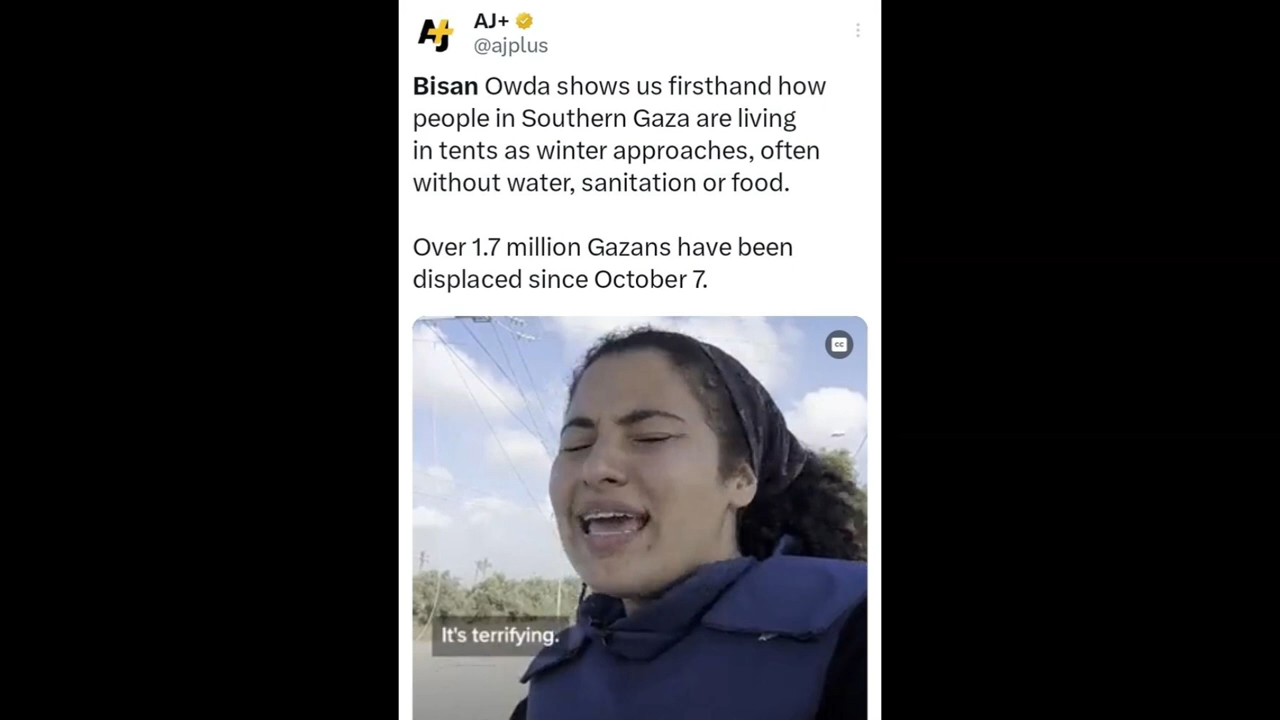 AJ+
@ajplus
Bisan Owda shows us firsthand how
people in Southern Gaza are living
in tents as winter approaches, often
without water, sanitation or food.
Over 1.7 million Gazans have been
displaced since October 7.
CC
It's terrifying.